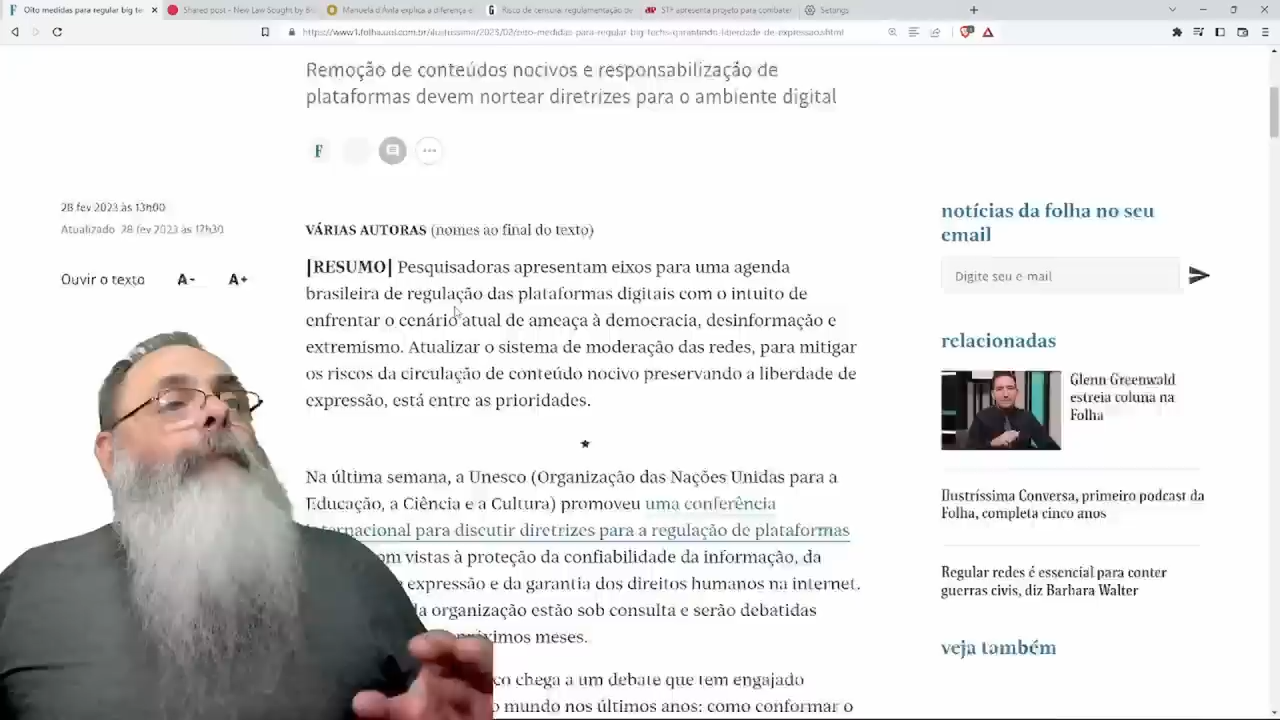 Oito medidas para regular big te
Shared post - New Law Sought by B
Manuela d'Ávila explica a diferença e
Risco de censura: regulamentação de
STF apresenta projeto para combater
Settings
https://www1.folha.uol.com.br/ilustrissima/2023/02/oito-medidas-para-regular-big-techs-garantindo-liberdade-de-expressao.shtml
Remoção de conteúdos nocivos e responsabilização de
plataformas devem nortear diretrizes para o ambiente digital
F
28 fev 2023 às 13h00
Atualizado 28 fev 2023 às 17h30
Ouvir o texto A- A+
VÁRIAS AUTORAS (nomes ao final do texto)
[RESUMO] Pesquisadoras apresentam eixos para uma agenda
brasileira de regulação das plataformas digitais com o intuito de
enfrentar o cenário atual de ameaça à democracia, desinformação e
extremismo. Atualizar o sistema de moderação das redes, para mitigar
os riscos da circulação de conteúdo nocivo preservando a liberdade de
expressão, está entre as prioridades.
Na última semana, a Unesco (Organização das Nações Unidas para a
Educação, a Ciência e a Cultura) promoveu uma conferência
internacional para discutir diretrizes para a regulação de plataformas
om vistas à proteção da confiabilidade da informação, da
expressão e da garantia dos direitos humanos na internet.
la organização estão sob consulta e serão debatidas
próximos meses.
co chega a um debate que tem engajado
o mundo nos últimos anos: como conformar o
notícias da folha no seu
email
Digite seu e-mail
relacionadas
Glenn Greenwald
estreia coluna na
Folha
Ilustríssima Conversa, primeiro podcast da
Folha, completa cinco anos
Regular redes é essencial para conter
guerras civis, diz Barbara Walter
veja também